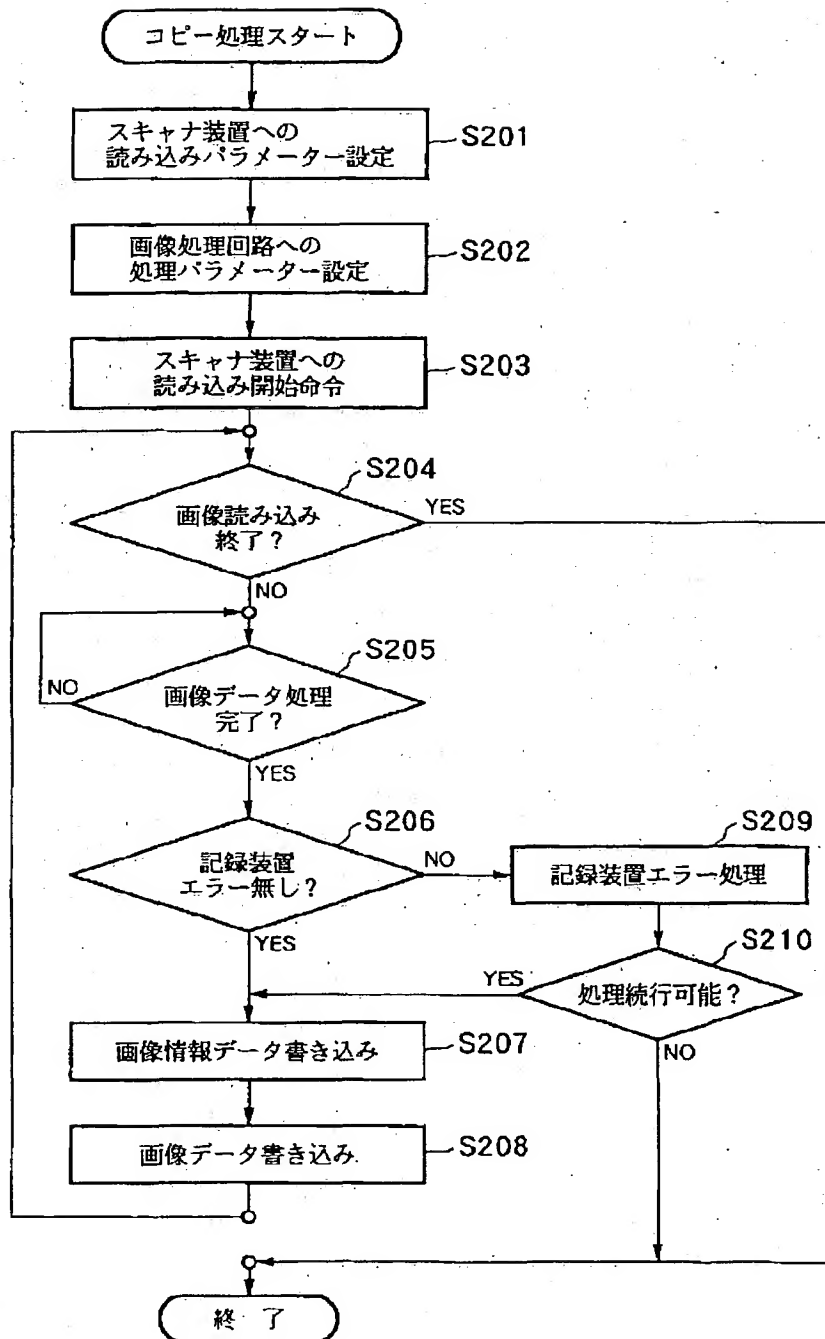 コピー処理スタート
スキャナ装置への
読み込みパラメーター設定
S201
画像処理回路への
処理パラメーター設定
S202
スキャナ装置への
読み込み開始命令
S203
S204
画像読み込み
終了?
YES
NO
S205
画像データ処理
完了?
NO
YES
S206
記録装置
エラー無し?
NO
YES
S209
記録装置エラー処理
S210
処理続行可能?
YES
NO
画像情報データ書き込み
S207
画像データ書き込み
S208
終了